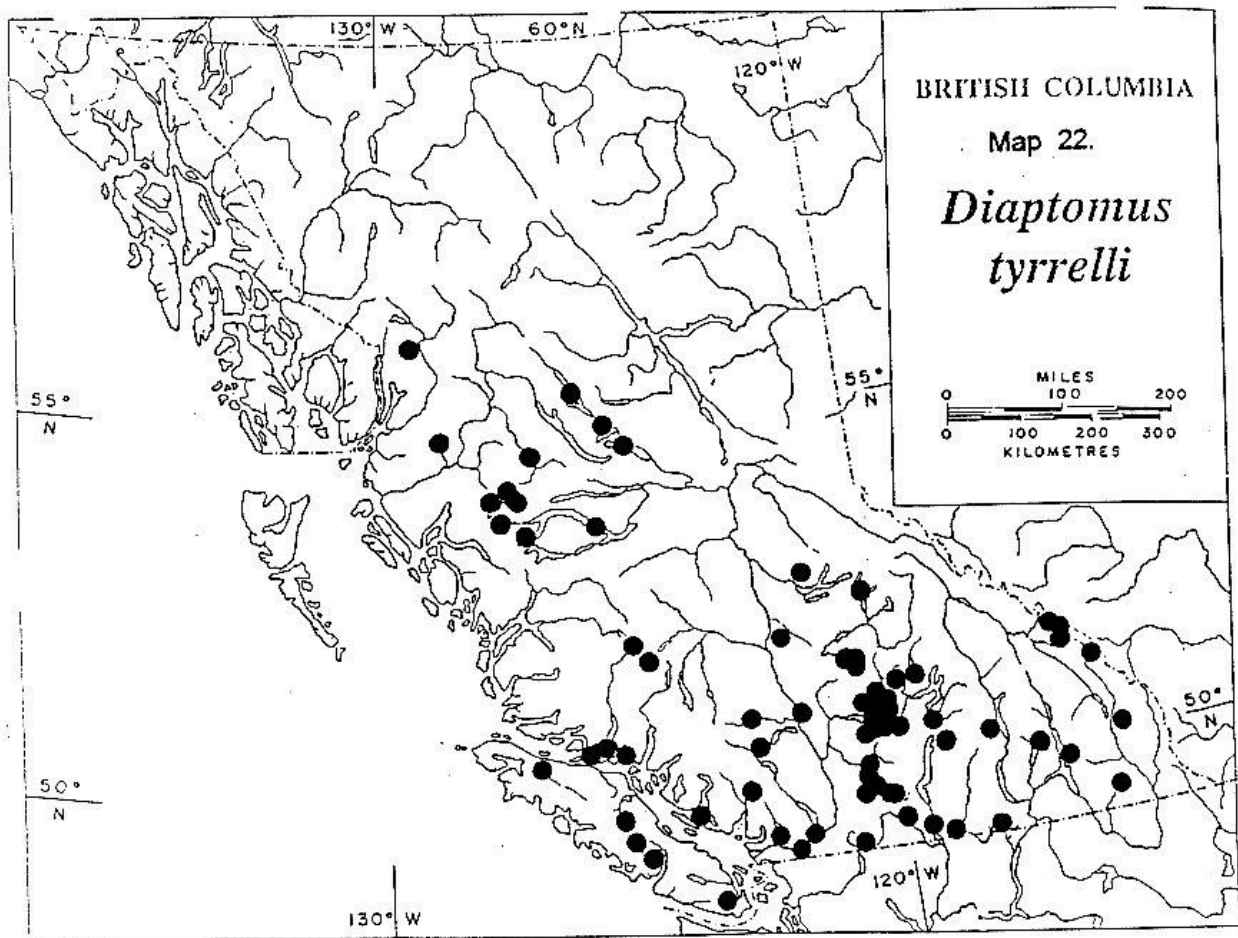 130° W
60° N
120° W
BRITISH COLUMBIA
Map 22.
Diaptomus
tyrrelli
MILES
0 100 200
0 100 200 300
KILOMETRES
55°
N
55°
N
50°
N
50°
N
120° W
130° W